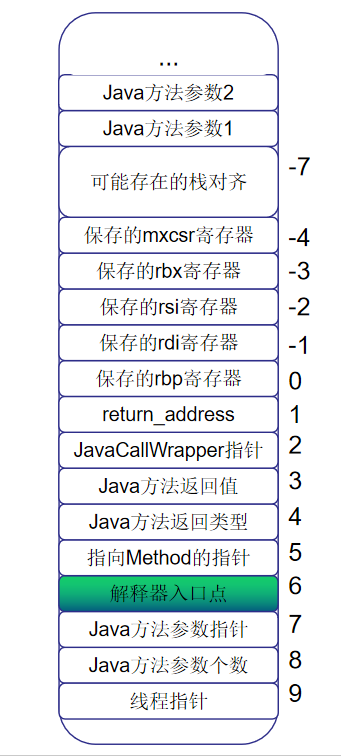 ...
Java方法参数2
Java方法参数1
可能存在的栈对齐 -7
保存的mxcsr寄存器 -4
保存的rbx寄存器 -3
保存的rsi寄存器 -2
保存的rdi寄存器 -1
保存的rbp寄存器 0
return_address 1
JavaCallWrapper指针 2
Java方法返回值 3
Java方法返回类型 4
指向Method的指针 5
解释器入口点 6
Java方法参数指针 7
Java方法参数个数 8
线程指针 9